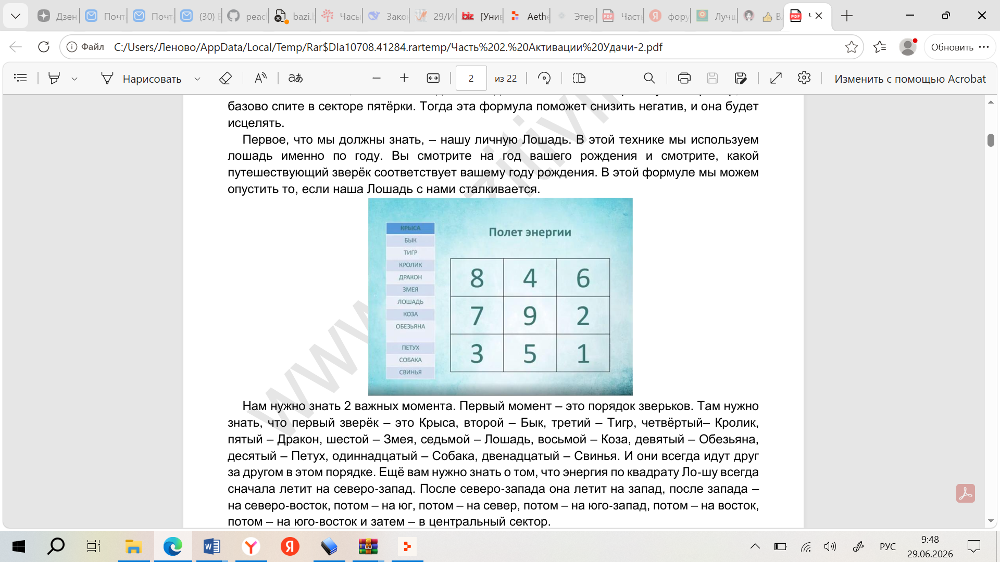 Дзен
Почт
Почт
(30)
peac
bazi.b
Часы
Зако
29/И
biz
[Унив
Aethe
Этер
PDF
Часть
фору
Лучш
PDF
Файл
C:/Users/Леново/AppData/Local/Temp/Rar$DIa10708.41284.rartemp/Часть%202.%20Активации%20Удачи-2.pdf
Обновить
Нарисовать
2
из 22
Изменить с помощью Acrobat
базово спите в секторе пятёрки. Тогда эта формула поможет снизить негатив, и она будет
исцелять.
Первое, что мы должны знать, – нашу личную Лошадь. В этой технике мы используем
лошадь именно по году. Вы смотрите на год вашего рождения и смотрите, какой
путешествующий зверёк соответствует вашему году рождения. В этой формуле мы можем
опустить то, если наша Лошадь с нами сталкивается.
КРЫСА
БЫК
ТИГР
КРОЛИК
ДРАКОН
ЗМЕЯ
ЛОШАДЬ
КОЗА
ОБЕЗЬЯНА
ПЕТУХ
СОБАКА
СВИНЬЯ
Полет энергии
8 4 6
7 9 2
3 5 1
Нам нужно знать 2 важных момента. Первый момент – это порядок зверьков. Там нужно
знать, что первый зверёк – это Крыса, второй – Бык, третий – Тигр, четвёртый– Кролик,
пятый – Дракон, шестой – Змея, седьмой – Лошадь, восьмой – Коза, девятый – Обезьяна,
десятый – Петух, одиннадцатый – Собака, двенадцатый – Свинья. И они всегда идут друг
за другом в этом порядке. Ещё вам нужно знать о том, что энергия по квадрату Ло-шу всегда
сначала летит на северо-запад. После северо-запада она летит на запад, после запада –
на северо-восток, потом – на юг, потом – на север, потом – на юго-запад, потом – на восток,
потом – на юго-восток и затем – в центральный сектор.
РУС
9:48
29.06.2026